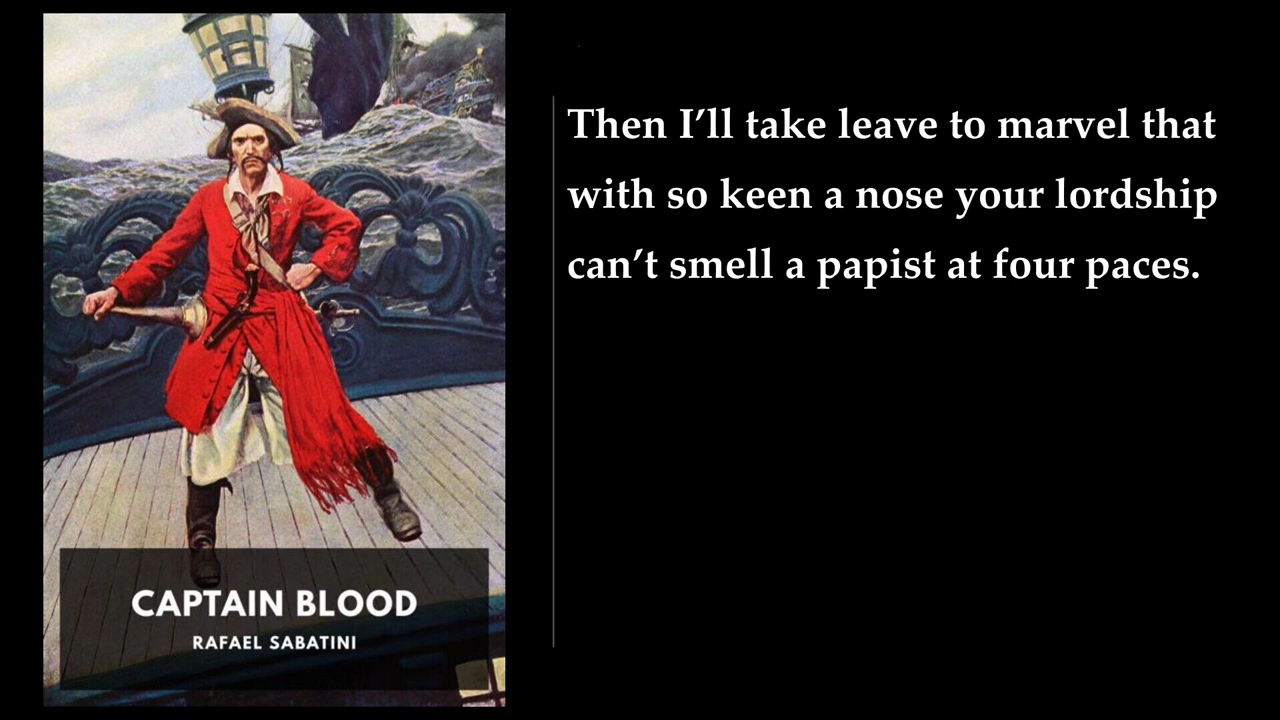 Then I’ll take leave to marvel that
with so keen a nose your lordship
can’t smell a papist at four paces.
CAPTAIN BLOOD
RAFAEL SABATINI